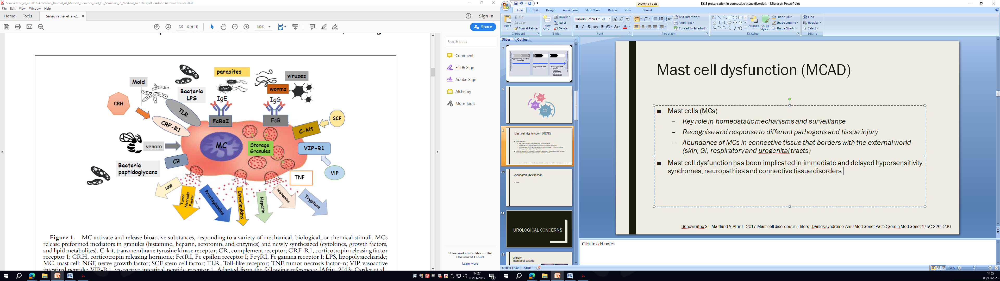 Seneviratne_et_al-2017-American_Journal_of_Medical_Genetics_Part_C-_Seminars_in_Medical_Genetics.pdf - Adobe Acrobat Reader 2020
File Edit View Window Help
Home Tools Seneviratne_et_al-2... × Sign In
227 (2 of 11) 180% Share
Mold
CRH
Bacteria
LPS
parasites
viruses
worms
IgE
IgG
TLR
CRF-R1
FcReI
FcR
SCF
C-kit
MC
Storage
Granules
VIP-R1
venom
CR
VIP
Bacteria
peptidoglycans
TNF
NGF
Tumor
Necrosis
Factor
Prostaglandins
Interleukins
Heparin
Histamine
Tryptase
Figure 1. MC activate and release bioactive substances, responding to a variety of mechanical, biological, or chemical stimuli. MCs
release preformed mediators in granules (histamine, heparin, serotonin, and enzymes) and newly synthesized (cytokines, growth factors,
and lipid metabolites). C-kit, transmembrane tyrosine kinase receptor; CR, complement receptor; CRF-R1, corticotropin releasing factor
receptor 1; CRH, corticotropin releasing hormone; FcεRI, Fc epsilon receptor I; FcγRI, Fc gamma receptor I; LPS, lipopolysaccharide;
MC, mast cell; NGF, nerve growth factor; SCF, stem cell factor; TLR, Toll-like receptor; TNF, tumor necrosis factor-α; VIP, vasoactive
intestinal peptide; VIP-R1, vasoactive intestinal peptide receptor 1. Adapted from the following references: [Afrin, 2013; Cardet et al.,
Search tools
Comment
Fill & Sign
Adobe Sign
Alchemy
More Tools
Store and share files in the
Document Cloud
Learn More
14:27
03/11/2023
Drawing Tools
B&B presensation in connective tissue disorders - Microsoft PowerPoint
Home Insert Design Animations Slide Show Review View Format
Paste
Cut
Copy
Format Painter
Clipboard
New
Slide
Layout
Reset
Delete
Slides
Franklin Gothic E 20
Font
Text Direction
Align Text
Convert to SmartArt
Paragraph
Arrange
Quick
Styles
Shape Fill
Shape Outline
Shape Effects
Drawing
Find
Replace
Select
Editing
Slides Outline
7
Hypermobility Spectrum
Disorders
Hypermobile EDS
Rarer types EDS
8
9
Mast cell dysfunction (MCAD)
10
Autonomic dysfunction
11
UROLOGICAL CONCERNS
12
Urinary
Interstitial cystitis
Mast cell dysfunction (MCAD)
■ Mast cells (MCs)
– Key role in homeostatic mechanisms and surveillance
– Recognise and response to different pathogens and tissue injury
– Abundance of MCs in connective tissue that borders with the external world
(skin, GI, respiratory and urogenital tracts)
■ Mast cell dysfunction has been implicated in immediate and delayed hypersensitivity
syndromes, neuropathies and connective tissue disorders.
Seneviratne SL, Maitland A, Afrin L. 2017. Mast cell disorders in Ehlers–Danlos syndrome. Am J Med Genet Part C Semin Med Genet 175C:226–236.
Click to add notes
Slide 9 of 30 "Crop" 103%
14:27
03/11/2023